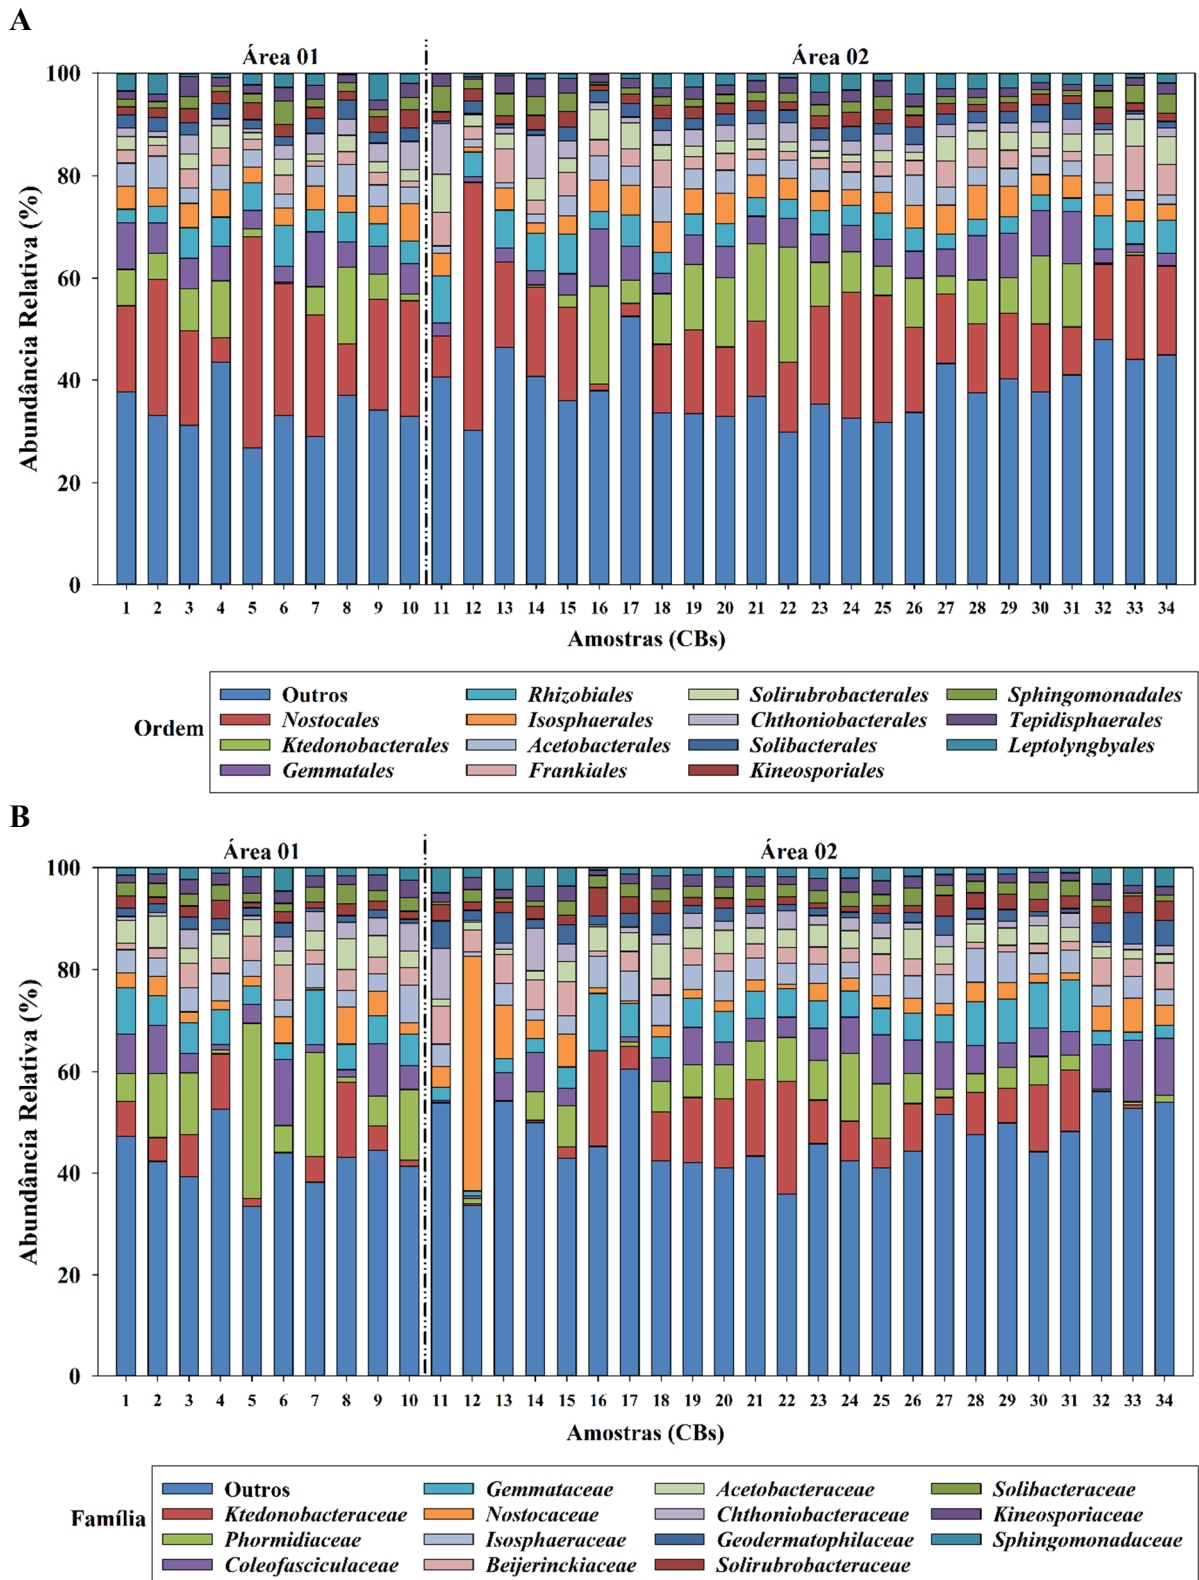 A
Área 01 Área 02
100
80
60
40
20
0
Abundância Relativa (%)
1 2 3 4 5 6 7 8 9 10 11 12 13 14 15 16 17 18 19 20 21 22 23 24 25 26 27 28 29 30 31 32 33 34
Amostras (CBs)
Ordem
Outros Rhizobiales Solirubrobacterales Sphingomonadales
Nostocales Isosphaerales Chthoniobacterales Tepidisphaerales
Ktedonobacterales Acetobacterales Solibacterales Leptolyngbyales
Gemmatales Frankiales Kineosporiales
B
Área 01 Área 02
100
80
60
40
20
0
Abundância Relativa (%)
1 2 3 4 5 6 7 8 9 10 11 12 13 14 15 16 17 18 19 20 21 22 23 24 25 26 27 28 29 30 31 32 33 34
Amostras (CBs)
Família
Outros Gemmataceae Acetobacteraceae Solibacteraceae
Ktedonobacteraceae Nostocaceae Chthoniobacteraceae Kineosporiaceae
Phormidiaceae Isosphaeraceae Geodermatophilaceae Sphingomonadaceae
Coleofasciculaceae Beijerinckiaceae Solirubrobacteraceae